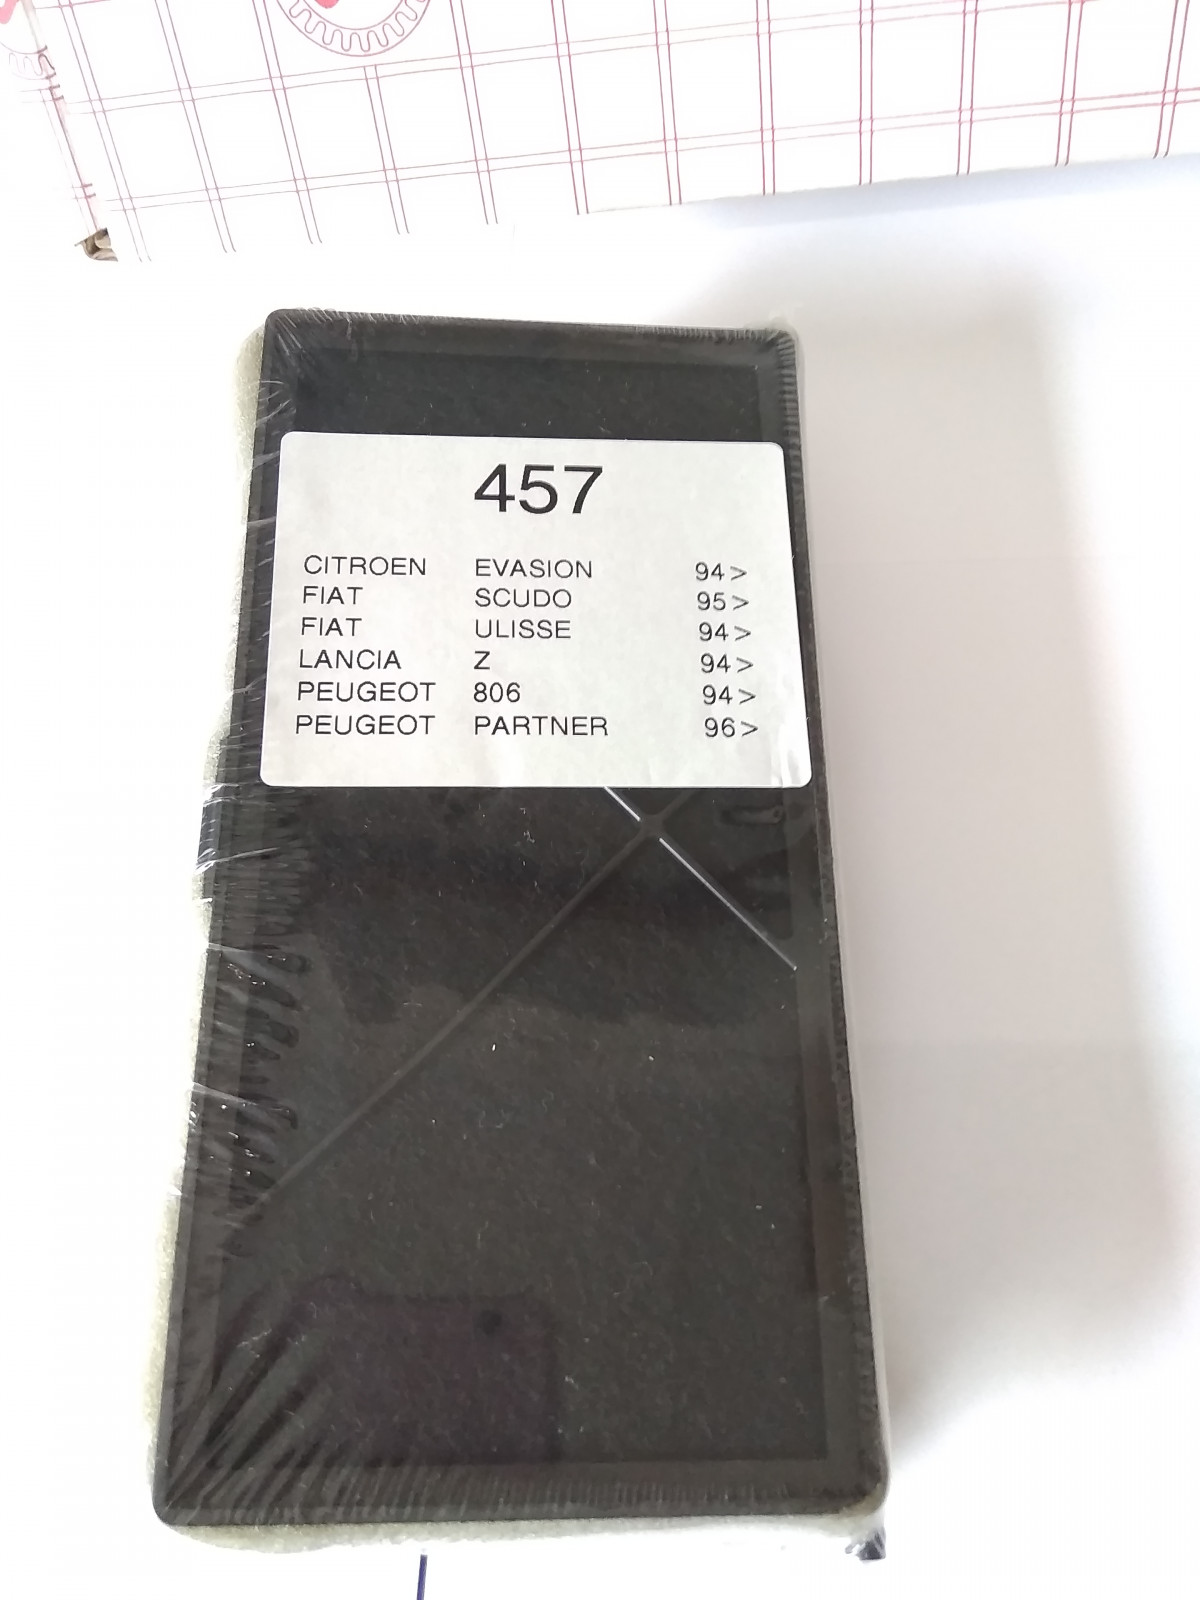 457
CITROEN EVASION 94>
FIAT SCUDO 95>
FIAT ULISSE 94>
LANCIA Z 94>
PEUGEOT 806 94>
PEUGEOT PARTNER 96>